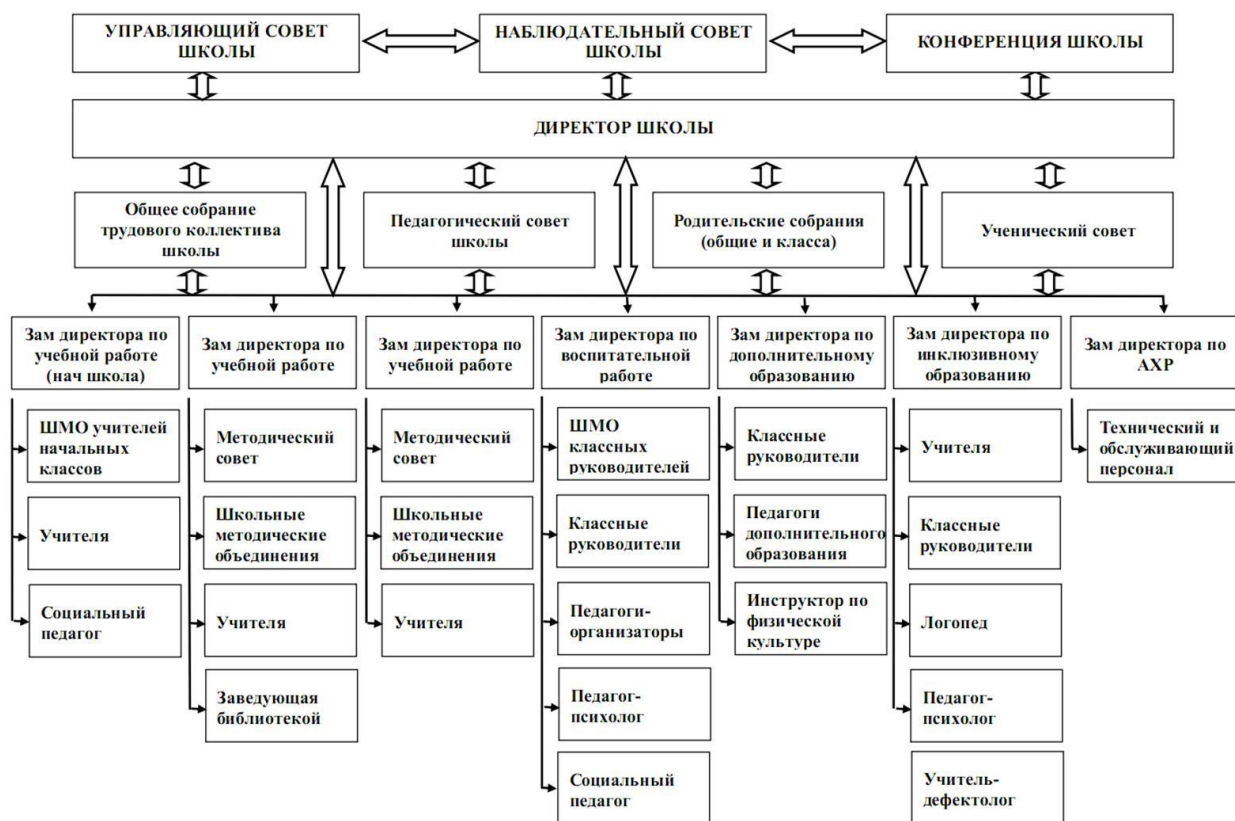 УПРАВЛЯЮЩИЙ СОВЕТ
ШКОЛЫ
НАБЛЮДАТЕЛЬНЫЙ СОВЕТ
ШКОЛЫ
КОНФЕРЕНЦИЯ ШКОЛЫ
ДИРЕКТОР ШКОЛЫ
Общее собрание
трудового коллектива
школы
Педагогический совет
школы
Родительские собрания
(общие и класса)
Ученический совет
Зам директора по
учебной работе
(нач школа)
Зам директора по
учебной работе
Зам директора по
учебной работе
Зам директора по
воспитательной
работе
Зам директора по
дополнительному
образованию
Зам директора по
инклюзивному
образованию
Зам директора по
АХР
ШМО учителей
начальных
классов
Учителя
Социальный
педагог
Методический
совет
Школьные
методические
объединения
Учителя
Заведующая
библиотекой
Методический
совет
Школьные
методические
объединения
Учителя
ШМО
классных
руководителей
Классные
руководители
Педагоги-
организаторы
Педагог-
психолог
Социальный
педагог
Классные
руководители
Педагоги
дополнительного
образования
Инструктор по
физической
культуре
Учителя
Классные
руководители
Логопед
Педагог-
психолог
Учитель-
дефектолог
Технический и
обслуживающий
персонал